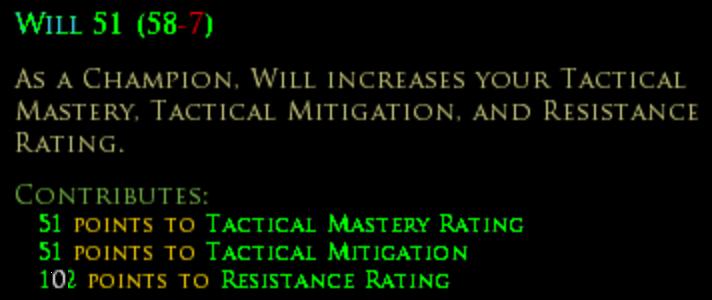 Will 51 (58-7)
As a Champion, Will increases your Tactical
Mastery, Tactical Mitigation, and Resistance
Rating.
Contributes:
51 points to Tactical Mastery Rating
51 points to Tactical Mitigation
102 points to Resistance Rating